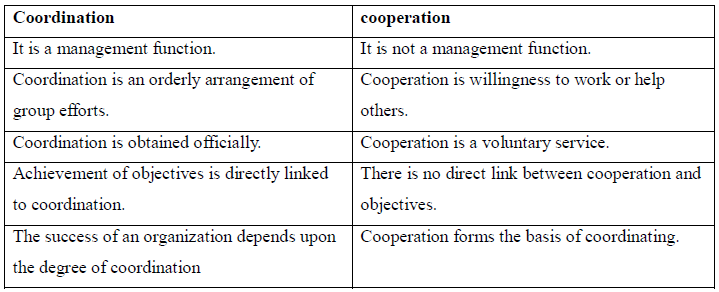 Coordination
cooperation
It is a management function.
It is not a management function.
Coordination is an orderly arrangement of
group efforts.
Cooperation is willingness to work or help
others.
Coordination is obtained officially.
Cooperation is a voluntary service.
Achievement of objectives is directly linked
to coordination.
There is no direct link between cooperation and
objectives.
The success of an organization depends upon
the degree of coordination
Cooperation forms the basis of coordinating.